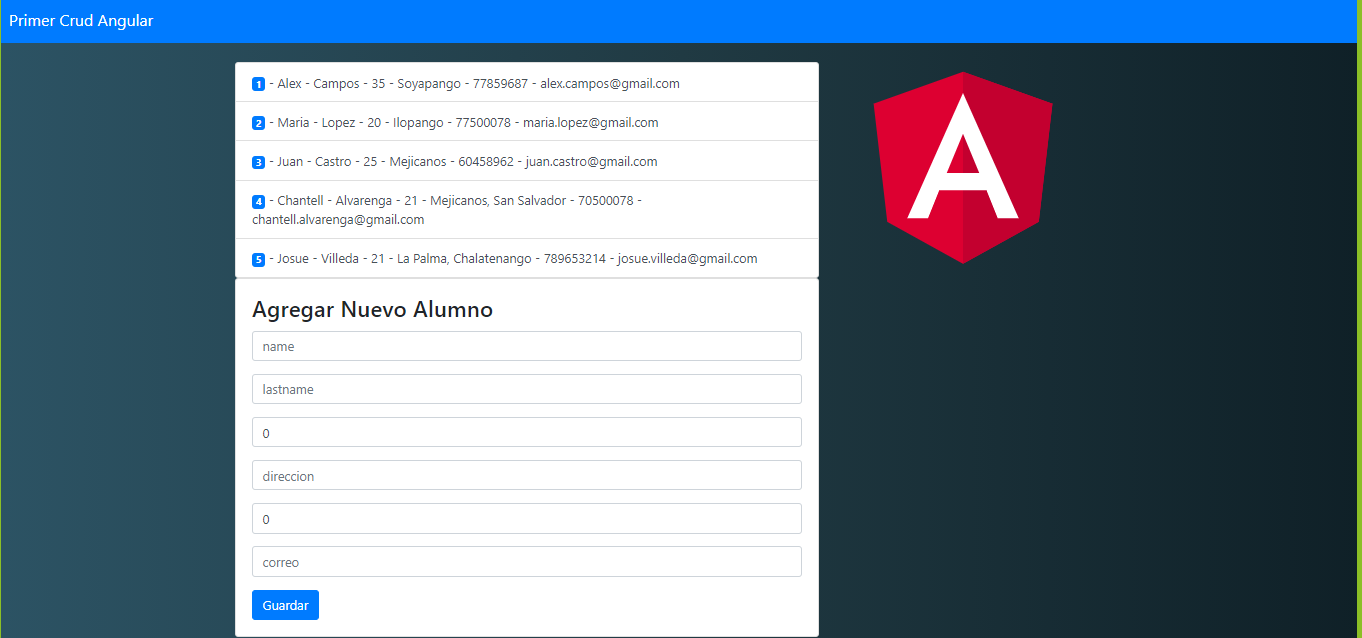 Primer Crud Angular
1 - Alex - Campos - 35 - Soyapango - 77859687 - alex.campos@gmail.com
2 - Maria - Lopez - 20 - Ilopango - 77500078 - maria.lopez@gmail.com
3 - Juan - Castro - 25 - Mejicanos - 60458962 - juan.castro@gmail.com
4 - Chantell - Alvarenga - 21 - Mejicanos, San Salvador - 70500078 -
chantell.alvarenga@gmail.com
5 - Josue - Villeda - 21 - La Palma, Chalatenango - 789653214 - josue.villeda@gmail.com
A
Agregar Nuevo Alumno
name
lastname
0
direccion
0
correo
Guardar